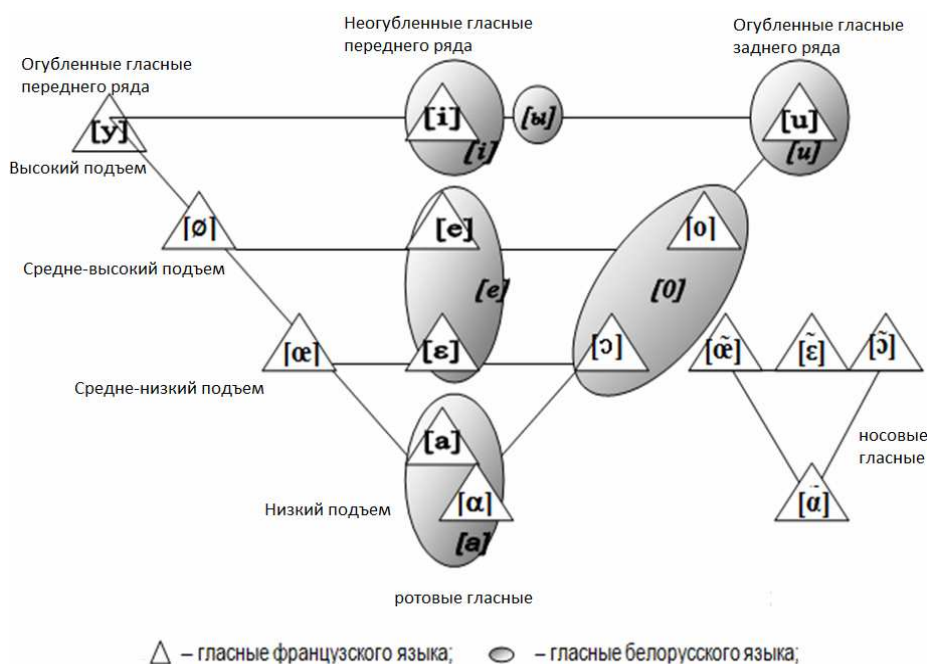 Неогубленные гласные
переднего ряда
Огубленные гласные
заднего ряда
Огубленные гласные
переднего ряда
[y]
[i]
[ы]
[u]
[i]
[u]
Высокий подъем
[ø]
[e]
[o]
Средне-высокий подъем
[e]
[0]
[œ]
[ɛ]
[ɔ]
[œ̃]
[ɛ̃]
[ɔ̃]
Средне-низкий подъем
[a]
носовые
гласные
Низкий подъем
[ɑ]
[ɑ̃]
[a]
ротовые гласные
– гласные французского языка;
– гласные белорусского языка;